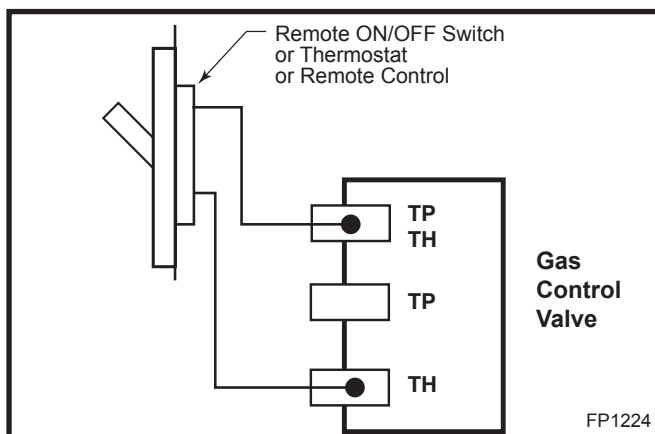 Remote ON/OFF Switch
or Thermostat
or Remote Control
TP
TH
TP
TH
Gas
Control
Valve
FP1224